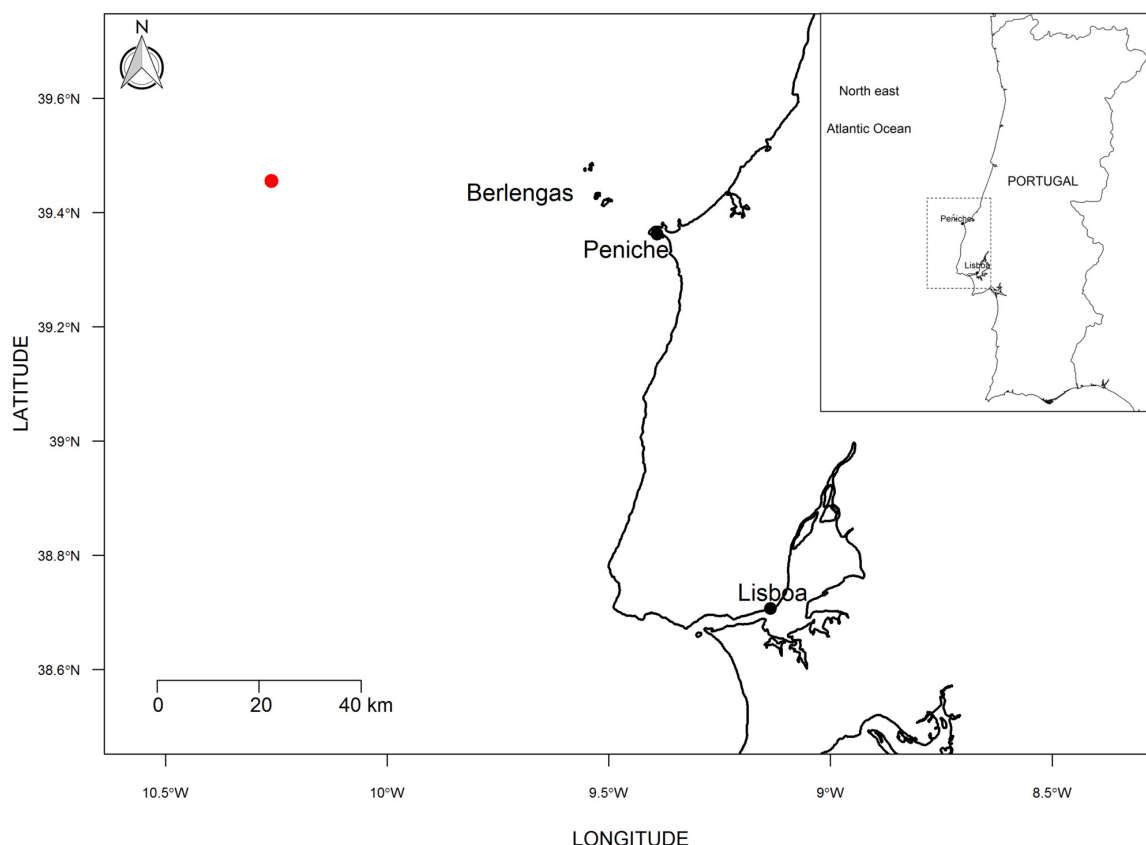 N
39.6°N
39.4°N
39.2°N
39°N
38.8°N
38.6°N
LATITUDE
Berlengas
Peniche
Lisboa
0 20 40 km
10.5°W 10°W 9.5°W 9°W 8.5°W
LONGITUDE
North east
Atlantic Ocean
PORTUGAL
Peniche
Lisboa